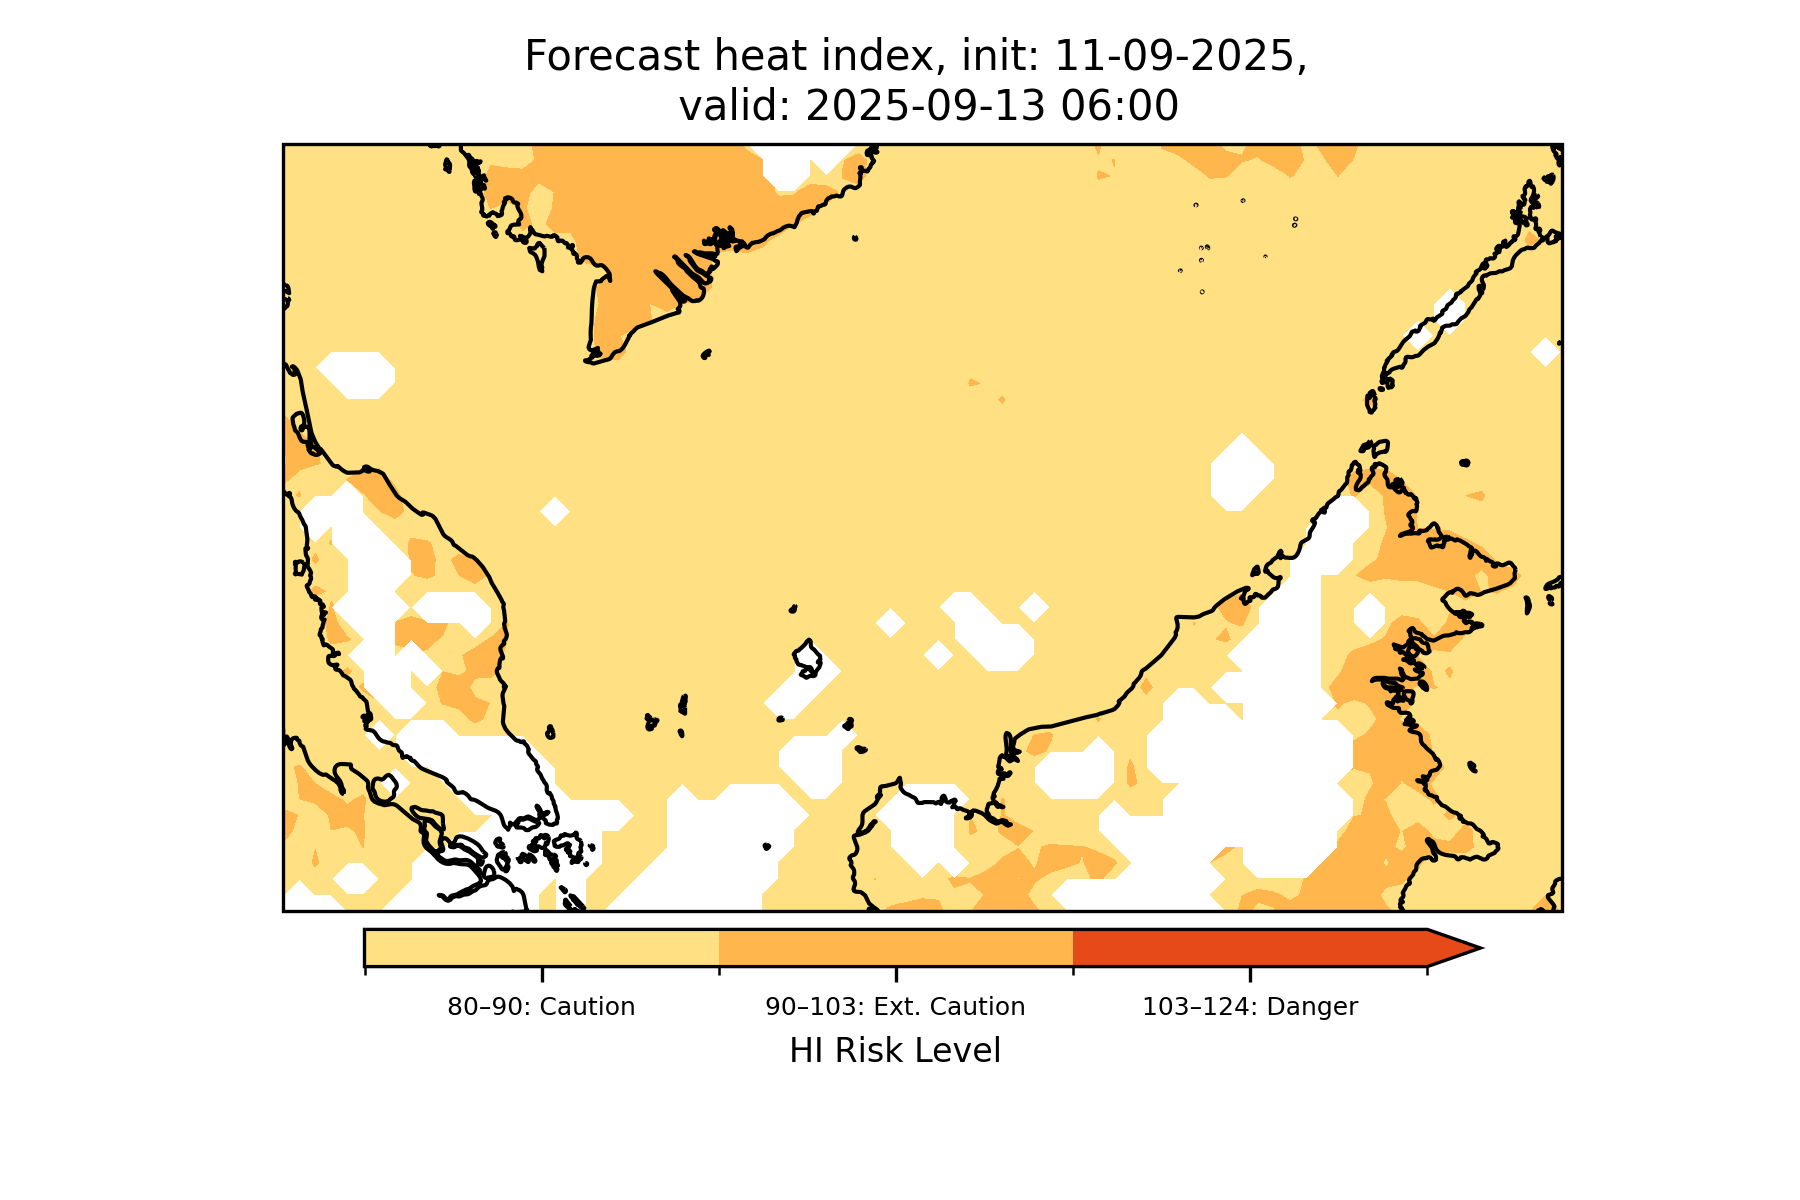 Forecast heat index, init: 11-09-2025,
valid: 2025-09-13 06:00
80–90: Caution
90–103: Ext. Caution
103–124: Danger
HI Risk Level